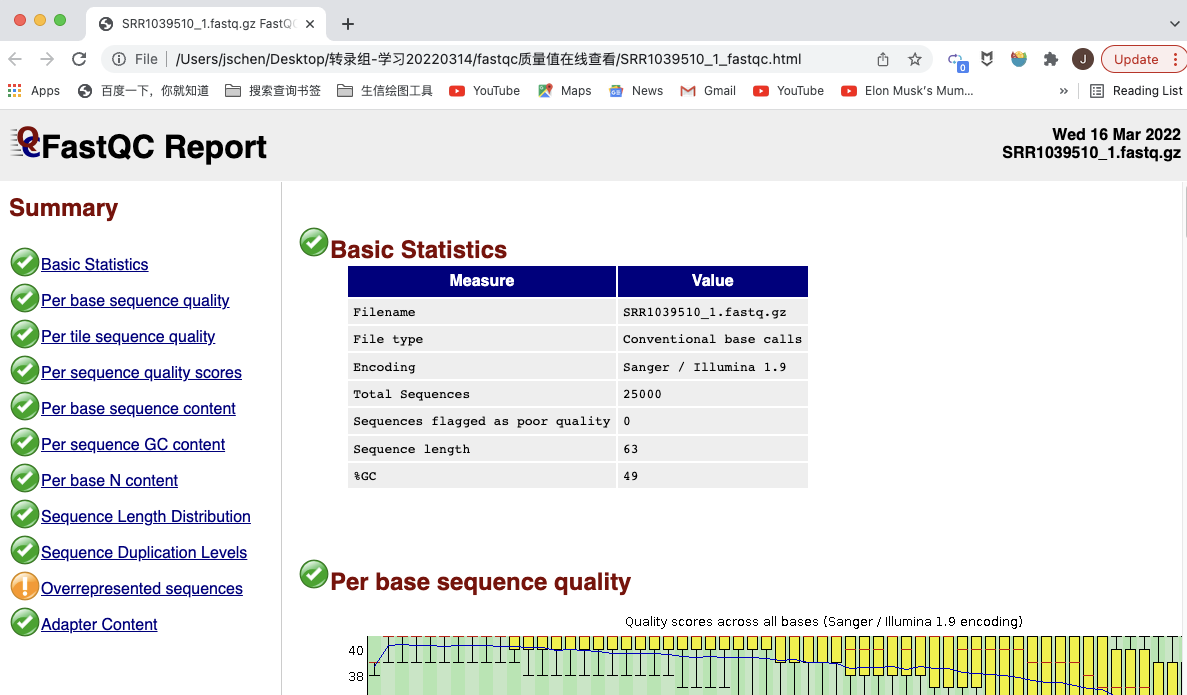 SRR1039510_1.fastq.gz FastQC
File /Users/jschen/Desktop/转录组-学习20220314/fastqc质量值在线查看/SRR1039510_1_fastqc.html
0
J
Update
Apps 百度一下，你就知道 搜索查询书签 生信绘图工具 YouTube Maps News Gmail YouTube Elon Musk's Mum... » Reading List
FastQC Report
Wed 16 Mar 2022
SRR1039510_1.fastq.gz
Summary
Basic Statistics
Per base sequence quality
Per tile sequence quality
Per sequence quality scores
Per base sequence content
Per sequence GC content
Per base N content
Sequence Length Distribution
Sequence Duplication Levels
Overrepresented sequences
Adapter Content
Basic Statistics
Measure Value
Filename SRR1039510_1.fastq.gz
File type Conventional base calls
Encoding Sanger / Illumina 1.9
Total Sequences 25000
Sequences flagged as poor quality 0
Sequence length 63
%GC 49
Per base sequence quality
Quality scores across all bases (Sanger / Illumina 1.9 encoding)
40
38